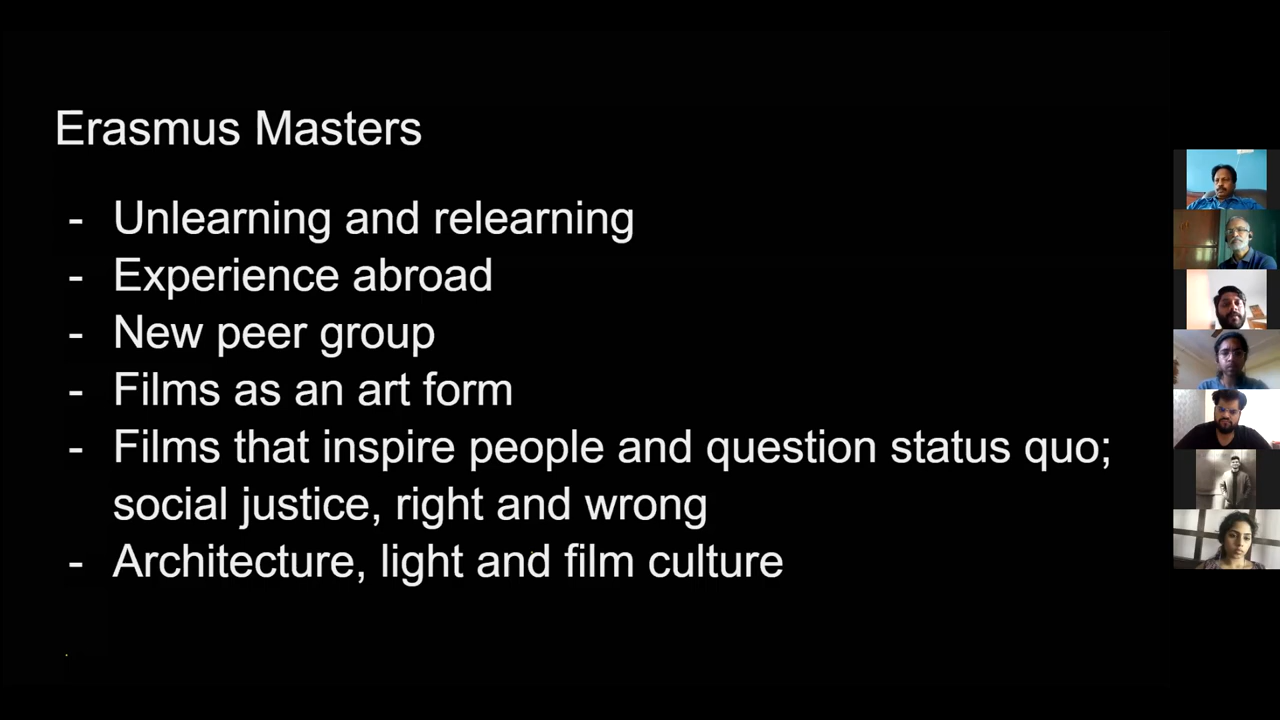 Erasmus Masters
- Unlearning and relearning
- Experience abroad
- New peer group
- Films as an art form
- Films that inspire people and question status quo;
social justice, right and wrong
- Architecture, light and film culture